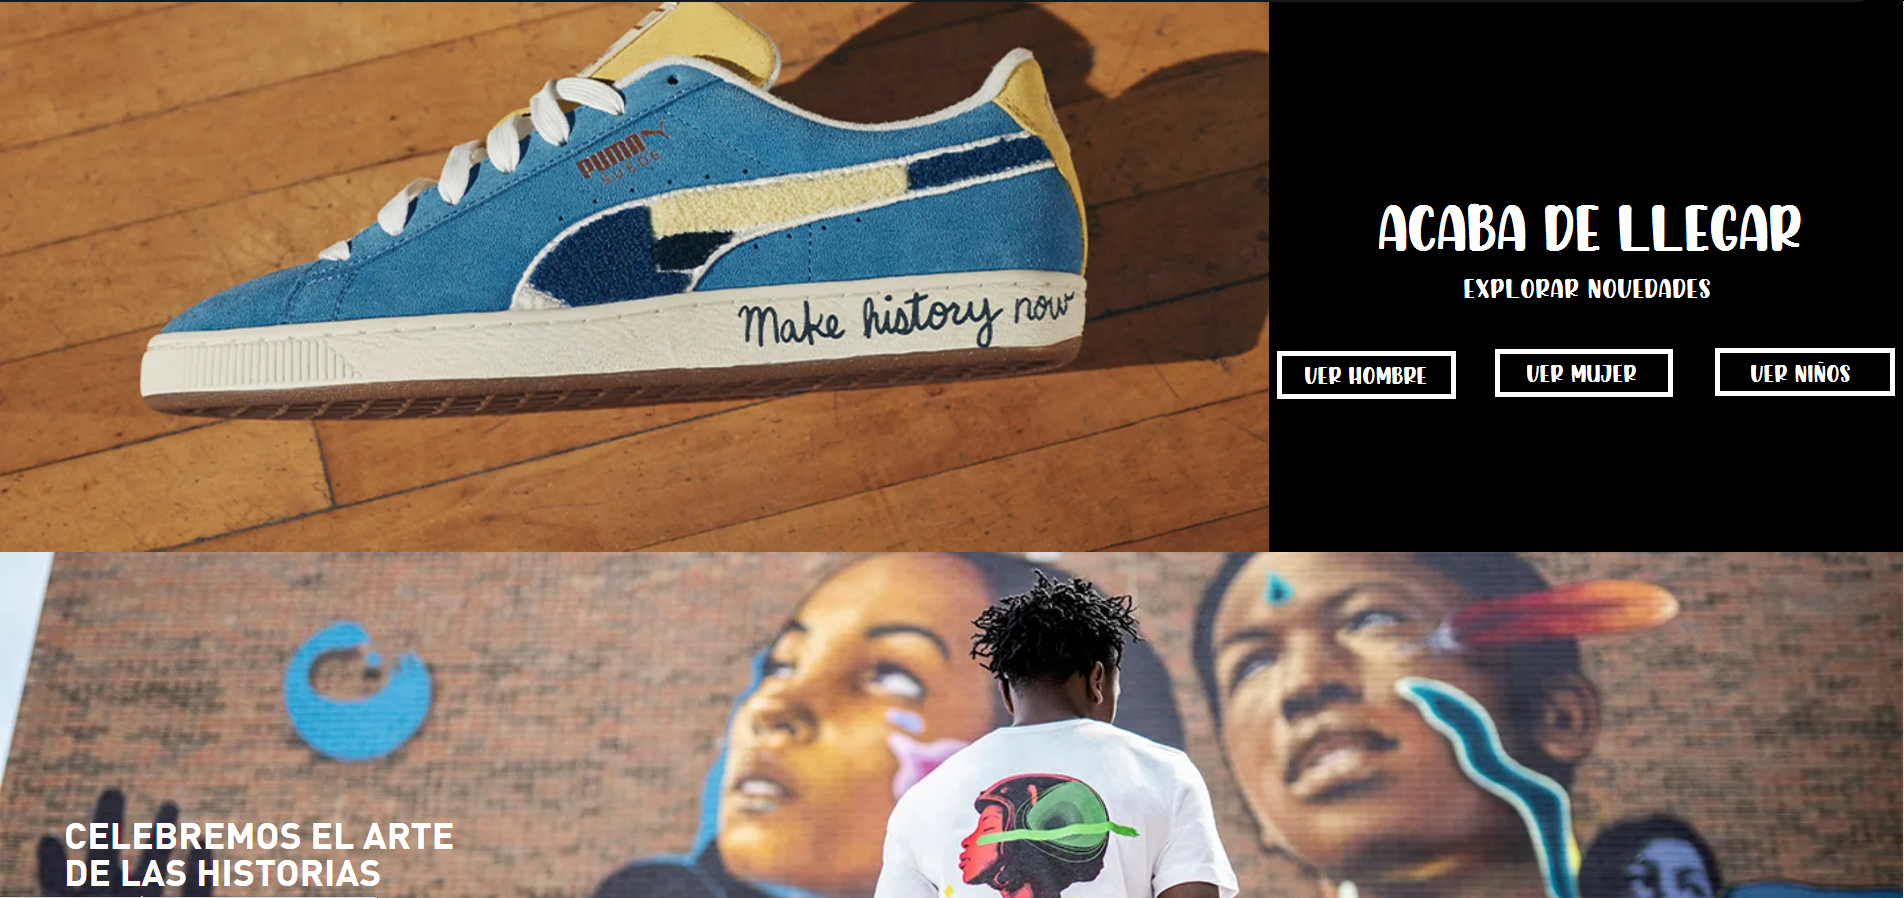 PUMA
SUEDE
Make history now
ACABA DE LLEGAR
EXPLORAR NOVEDADES
VER HOMBRE
VER MUJER
VER NIÑOS
CELEBREMOS EL ARTE
DE LAS HISTORIAS